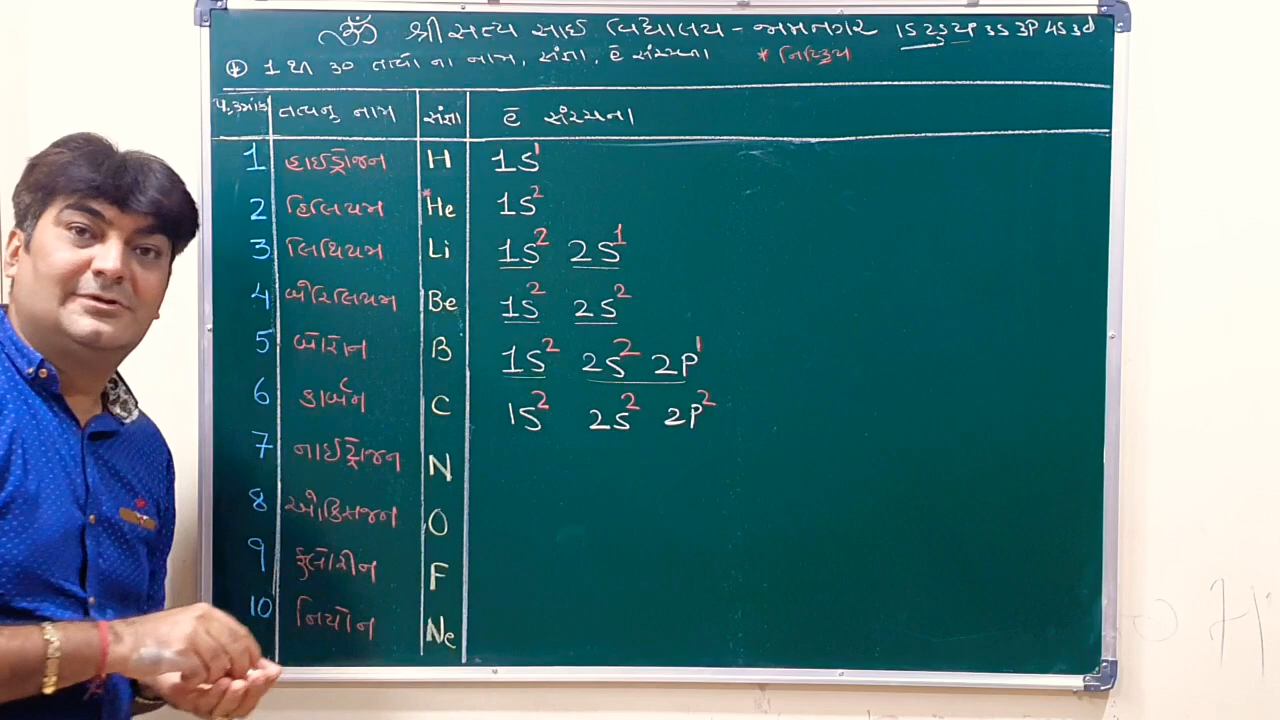 ૐ શ્રી સત્ય સાઈ વિદ્યાલય - જામનગર 1S 2S 2P 3S 3P 4S 3d
1 થી 30 તત્વો ના નામ, સંજ્ઞા, ē સંરચના * નિષ્ક્રિય
પ. ક્રમાંક તત્વનુ નામ સંજ્ઞા ē સંરચના
1 હાઈડ્રોજન H 1S¹
2 હિલિયમ *He 1S²
3 લિથિયમ Li 1S² 2S¹
4 બેરિલિયમ Be 1S² 2S²
5 બોરોન B 1S² 2S² 2P¹
6 કાર્બન C 1S² 2S² 2P²
7 નાઈટ્રોજન N
8 ઓક્સિજન O
9 ફ્લોરીન F
10 નિયોન Ne